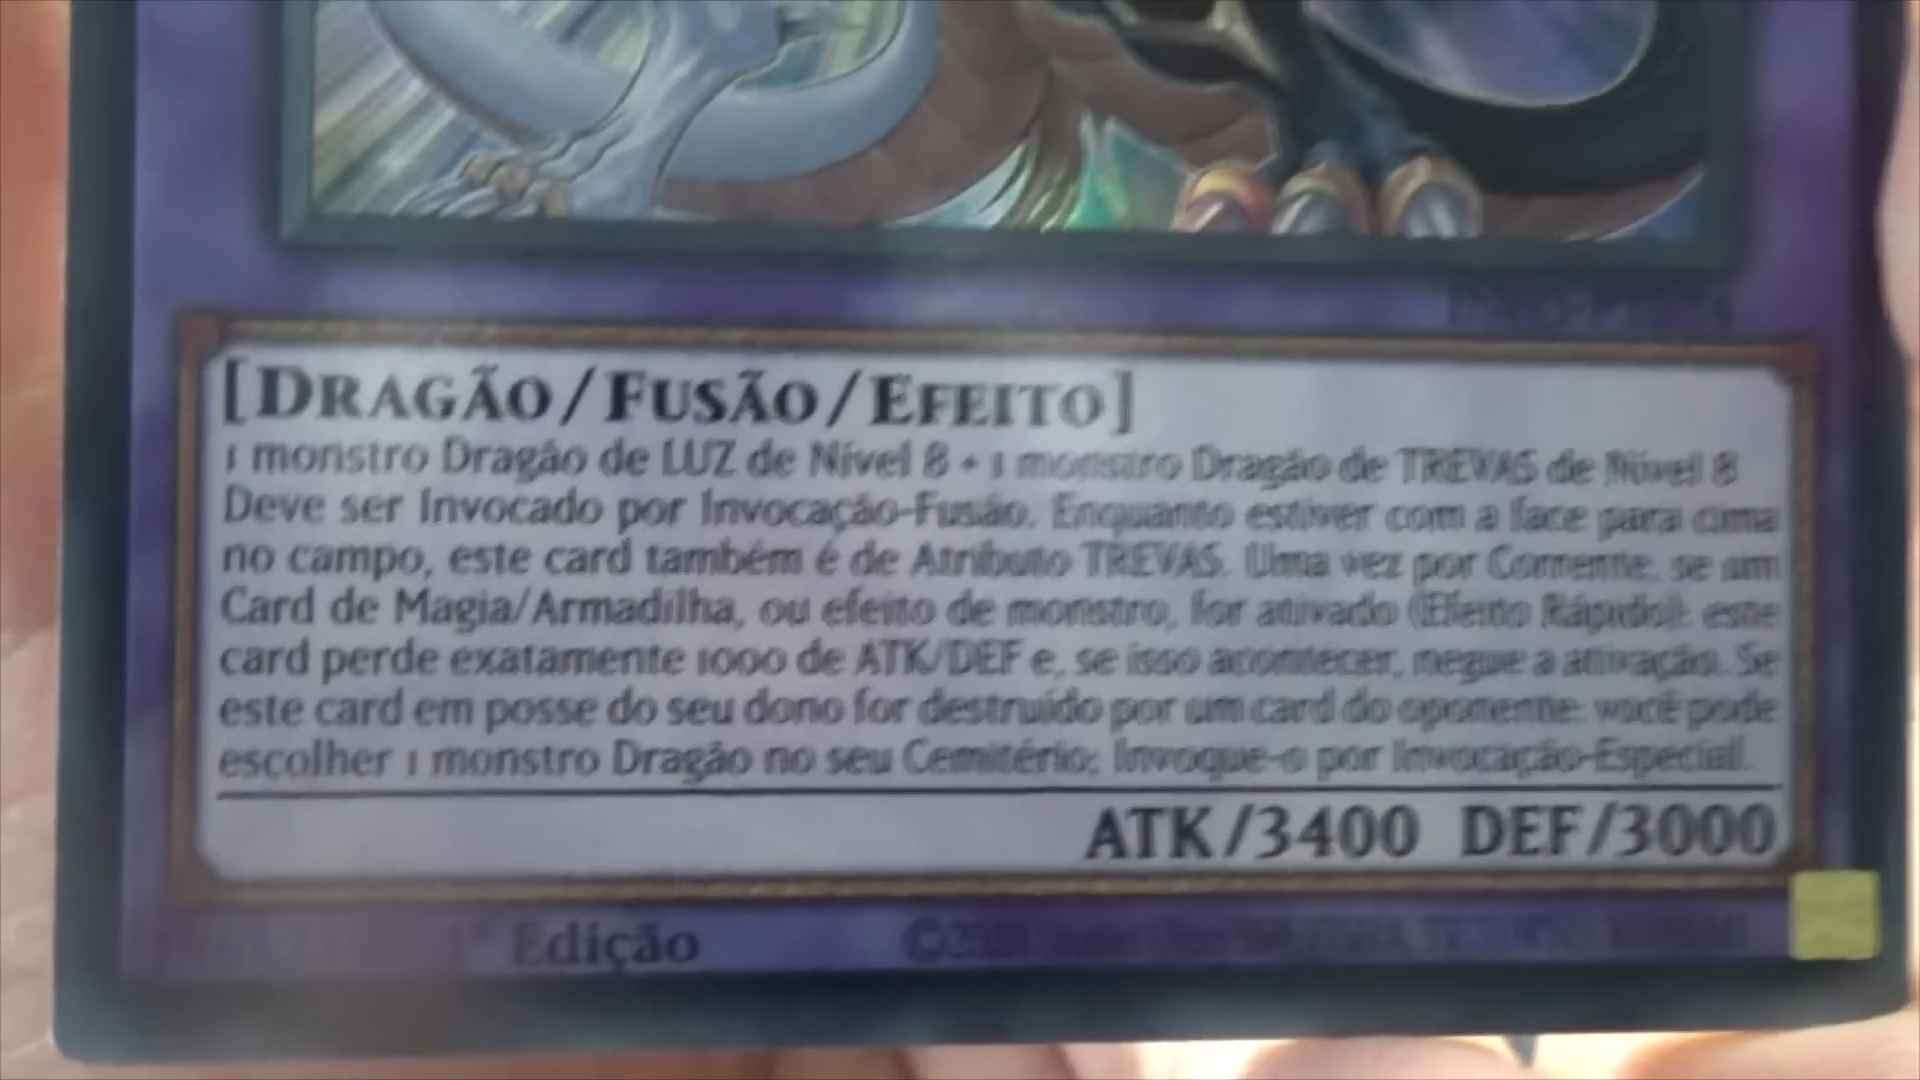 [DRAGÃO/FUSÃO/EFEITO]
1 monstro Dragão de LUZ de Nível 8 + 1 monstro Dragão de TREVAS de Nível 8
Deve ser Invocado por Invocação-Fusão. Enquanto estiver com a face para cima
no campo, este card também é de Atributo TREVAS. Uma vez por Corrente, se um
Card de Magia/Armadilha, ou efeito de monstro, for ativado (Efeito Rápido): este
card perde exatamente 1000 de ATK/DEF e, se isso acontecer, negue a ativação. Se
este card em posse do seu dono for destruído por um card do oponente: você pode
escolher 1 monstro Dragão no seu Cemitério; Invoque-o por Invocação-Especial.
ATK/3400 DEF/3000
Edição